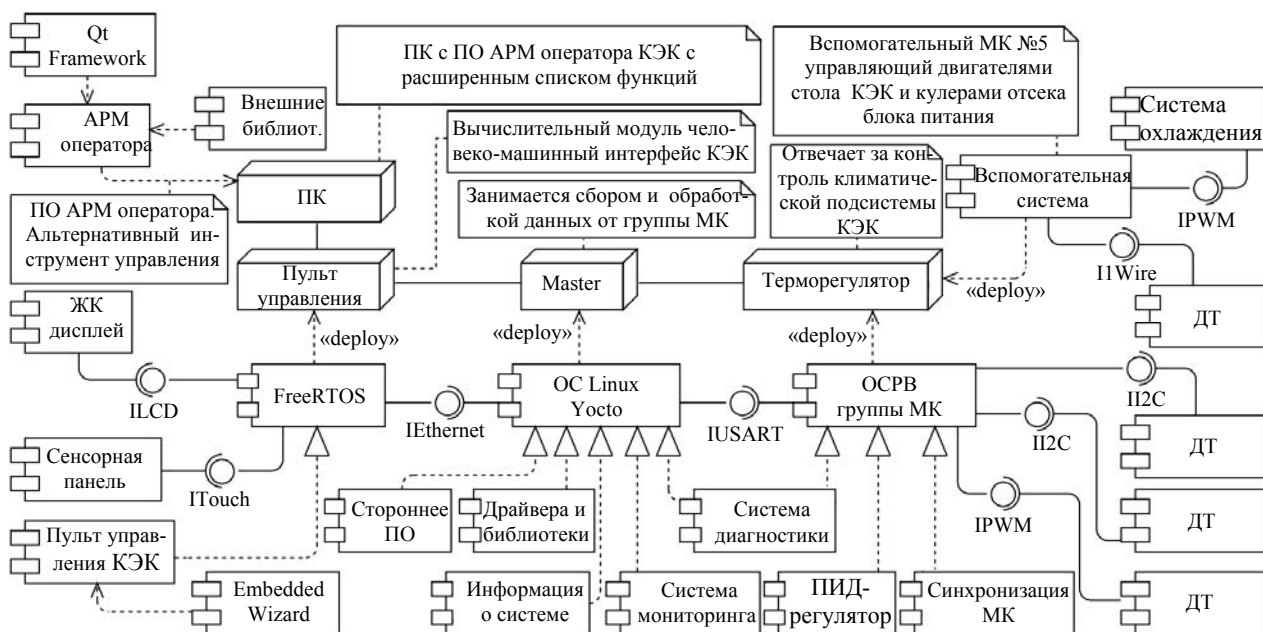 Qt
Framework
АРМ
оператора
Внешние
библиот.
ПК с ПО АРМ оператора КЭК с
расширенным списком функций
Вспомогательный МК №5
управляющий двигателями
стола КЭК и кулерами отсека
блока питания
Система
охлаждения
IPWM
Вычислительный модуль чело-
веко-машинный интерфейс КЭК
Занимается сбором и обработ-
кой данных от группы МК
Отвечает за кон-
троль климатиче-
ской подсистемы
КЭК
Вспомогательная
система
ПК
ПО АРМ оператора.
Альтернативный ин-
струмент управления
Пульт
управления
Master
Терморегулятор
«deploy»
I1Wire
ДТ
ЖК
дисплей
«deploy»
«deploy»
«deploy»
ILCD
FreeRTOS
IEthernet
ОС Linux
Yocto
IUSART
ОСРВ
группы МК
II2C
II2C
ДТ
Сенсорная
панель
ITouch
Стороннее
ПО
Драйвера и
библиотеки
Система
диагностики
IPWM
ДТ
Пульт управ-
ления КЭК
Embedded
Wizard
Информация
о системе
Система
мониторинга
ПИД-
регулятор
Синхронизация
МК
ДТ